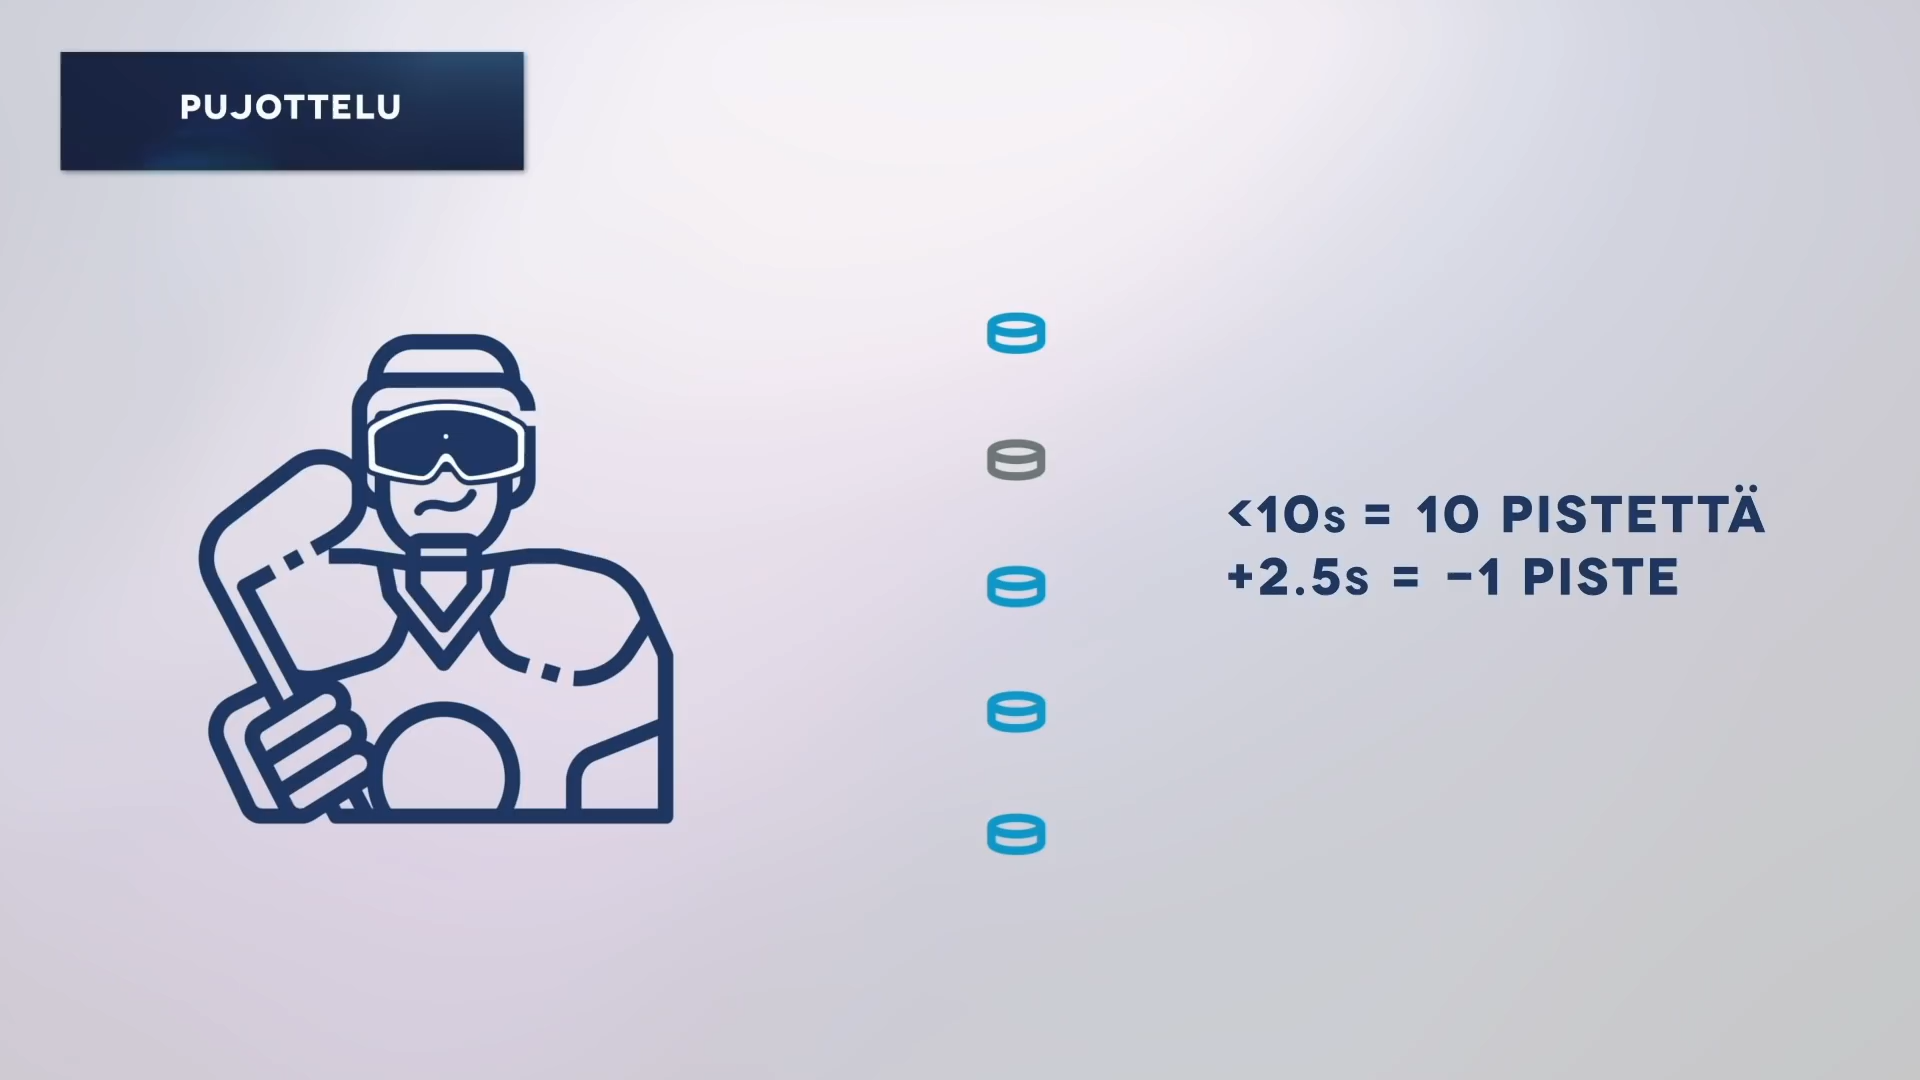 PUJOTTELU
<10s = 10 PISTETTÄ
+2.5s = -1 PISTE